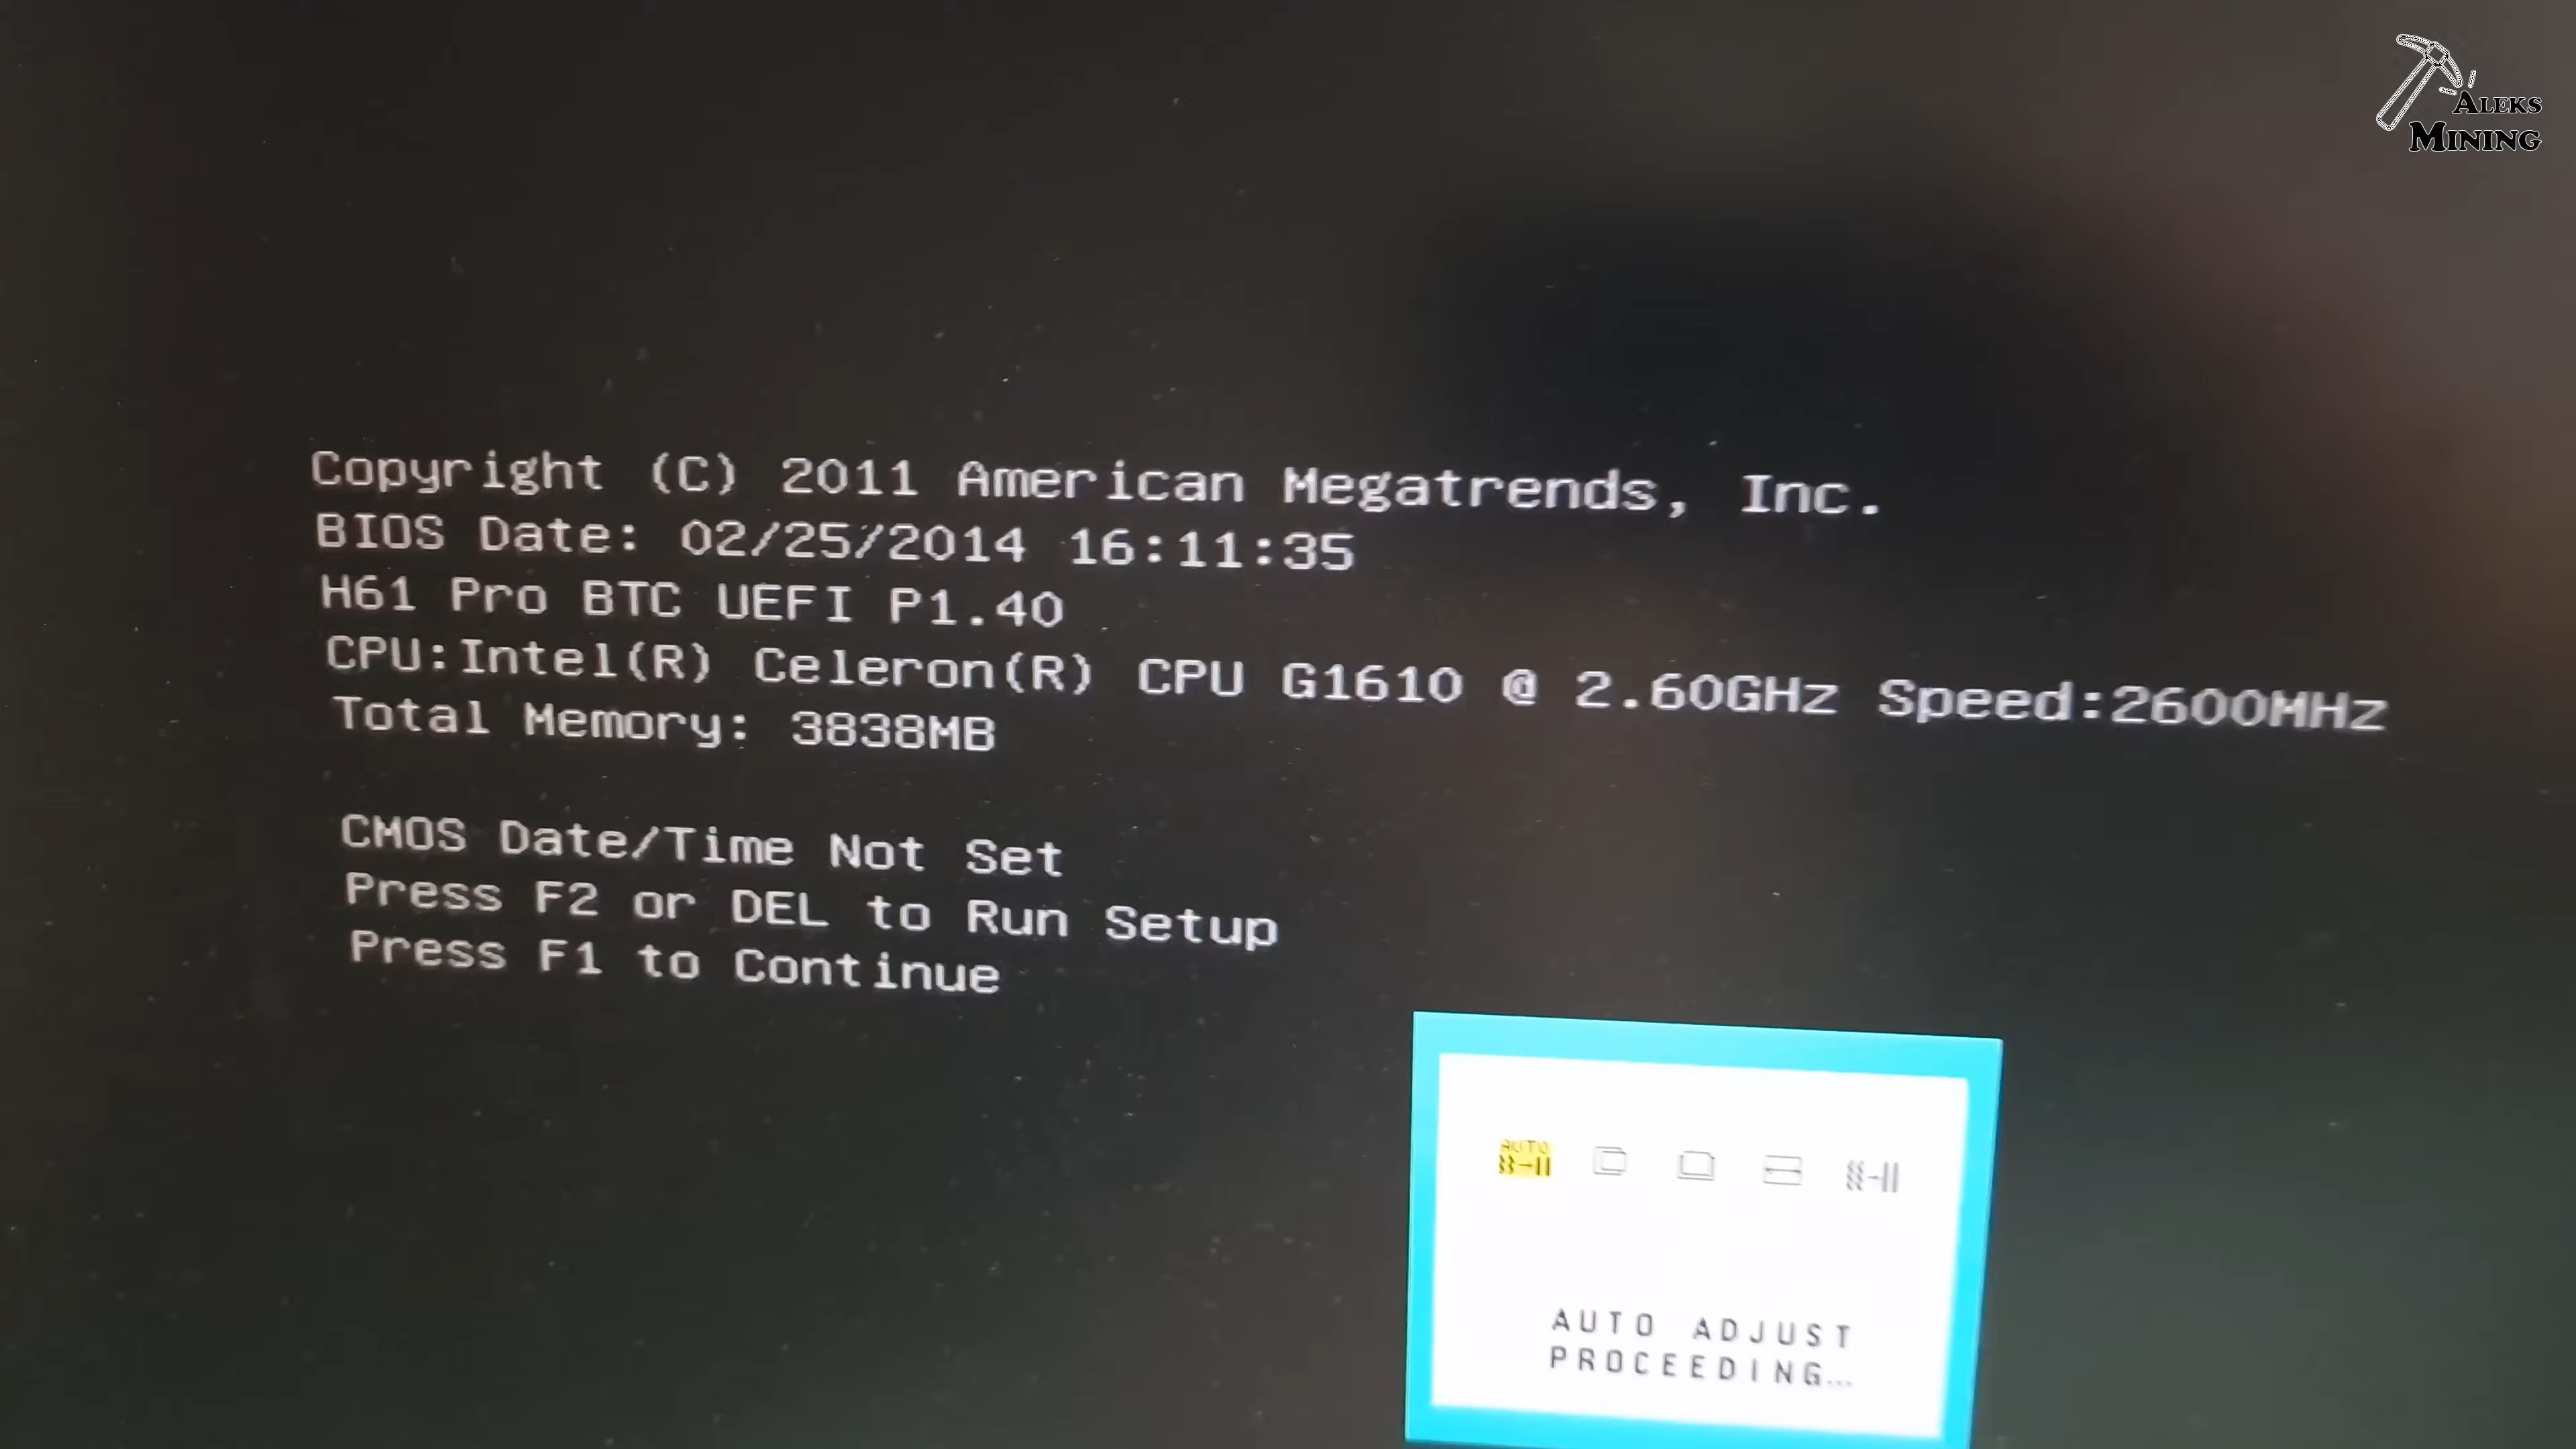 ALEKS
MINING
Copyright (C) 2011 American Megatrends, Inc.
BIOS Date: 02/25/2014 16:11:35
H61 Pro BTC UEFI P1.40
CPU:Intel(R) Celeron(R) CPU G1610 @ 2.60GHz Speed:2600MHz
Total Memory: 3838MB
CMOS Date/Time Not Set
Press F2 or DEL to Run Setup
Press F1 to Continue
AUTO
AUTO ADJUST
PROCEEDING...